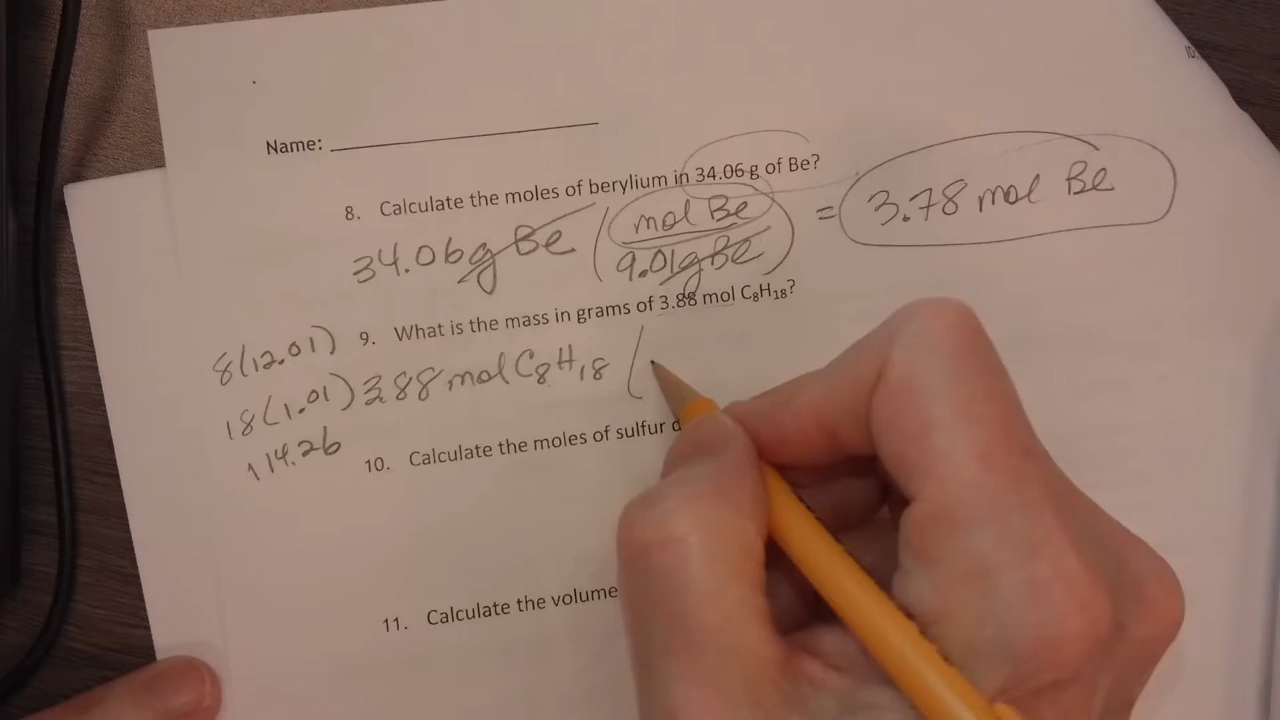 Name:
8. Calculate the moles of berylium in 34.06 g of Be?
34.06g Be (mol Be / 9.01g Be) = 3.78 mol Be
9. What is the mass in grams of 3.88 mol C₈H₁₈?
8(12.01)
18(1.01) 3.88 mol C₈H₁₈ (
114.26
10. Calculate the moles of sulfur
11. Calculate the volume